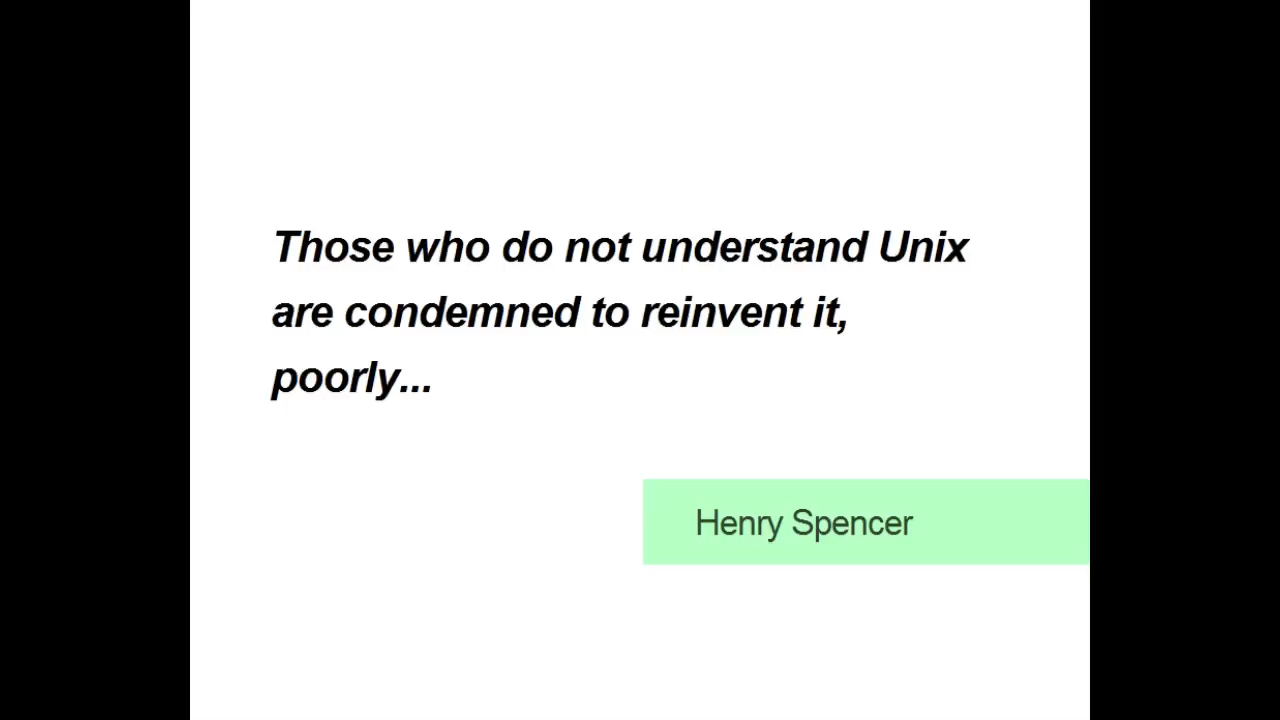 Those who do not understand Unix
are condemned to reinvent it,
poorly...
Henry Spencer